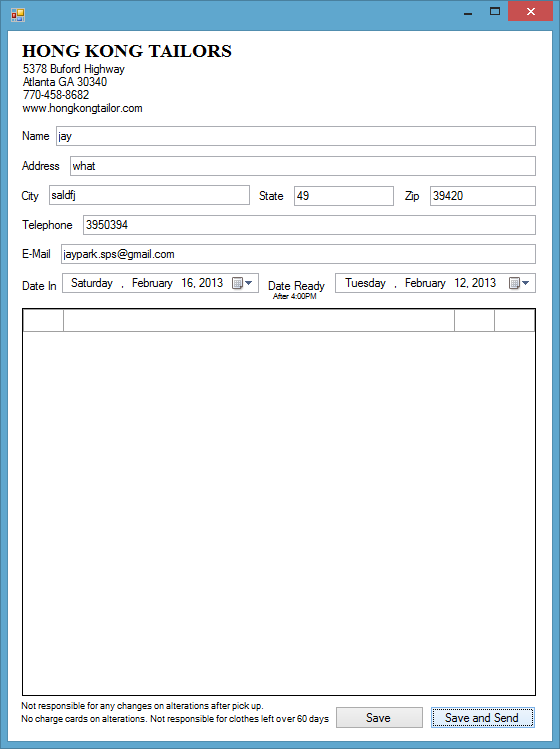 HONG KONG TAILORS
5378 Buford Highway
Atlanta GA 30340
770-458-8682
www.hongkongtailor.com
Name jay
Address what
City saldfj State 49 Zip 39420
Telephone 3950394
E-Mail jaypark.sps@gmail.com
Date In Saturday , February 16, 2013 Date Ready Tuesday , February 12, 2013
After 4:00PM
Not responsible for any changes on alterations after pick up.
No charge cards on alterations. Not responsible for clothes left over 60 days Save Save and Send